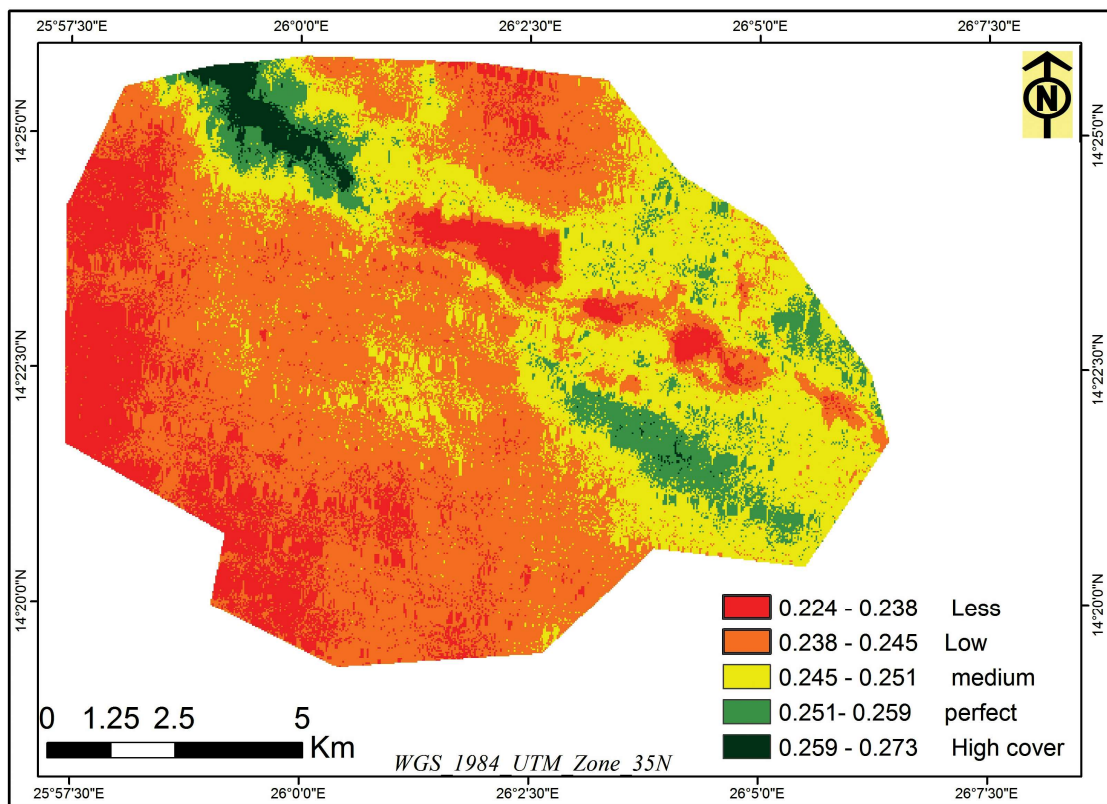 25°57'30"E 26°0'0"E 26°2'30"E 26°5'0"E 26°7'30"E
N
14°25'0"N 14°25'0"N
14°22'30"N 14°22'30"N
14°20'0"N 14°20'0"N
0.224 - 0.238 Less
0.238 - 0.245 Low
0.245 - 0.251 medium
0.251- 0.259 perfect
0.259 - 0.273 High cover
0 1.25 2.5 5
Km
WGS_1984_UTM_Zone_35N
25°57'30"E 26°0'0"E 26°2'30"E 26°5'0"E 26°7'30"E